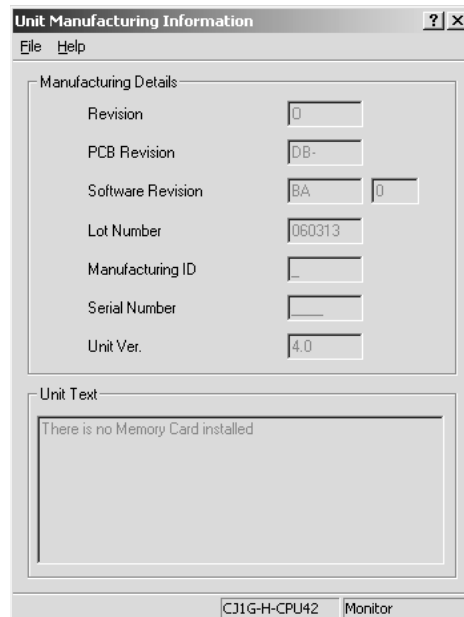 Unit Manufacturing Information ? X
File Help
Manufacturing Details
Revision O
PCB Revision DB-
Software Revision BA 0
Lot Number 060313
Manufacturing ID _
Serial Number ____
Unit Ver. 4.0
Unit Text
There is no Memory Card installed
CJ1G-H-CPU42 Monitor